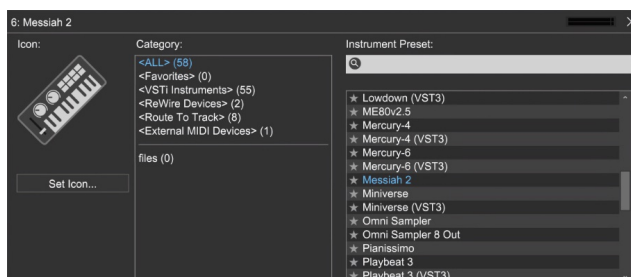 6: Messiah 2
Icon:
Set Icon...
Category:
<ALL> (58)
<Favorites> (0)
<VSTi Instruments> (55)
<ReWire Devices> (2)
<Route To Track> (8)
<External MIDI Devices> (1)
files (0)
Instrument Preset:
Lowdown (VST3)
ME80v2.5
Mercury-4
Mercury-4 (VST3)
Mercury-6
Mercury-6 (VST3)
Messiah 2
Miniverse
Miniverse (VST3)
Omni Sampler
Omni Sampler 8 Out
Pianissimo
Playbeat 3
Playbeat 3 (VST3)